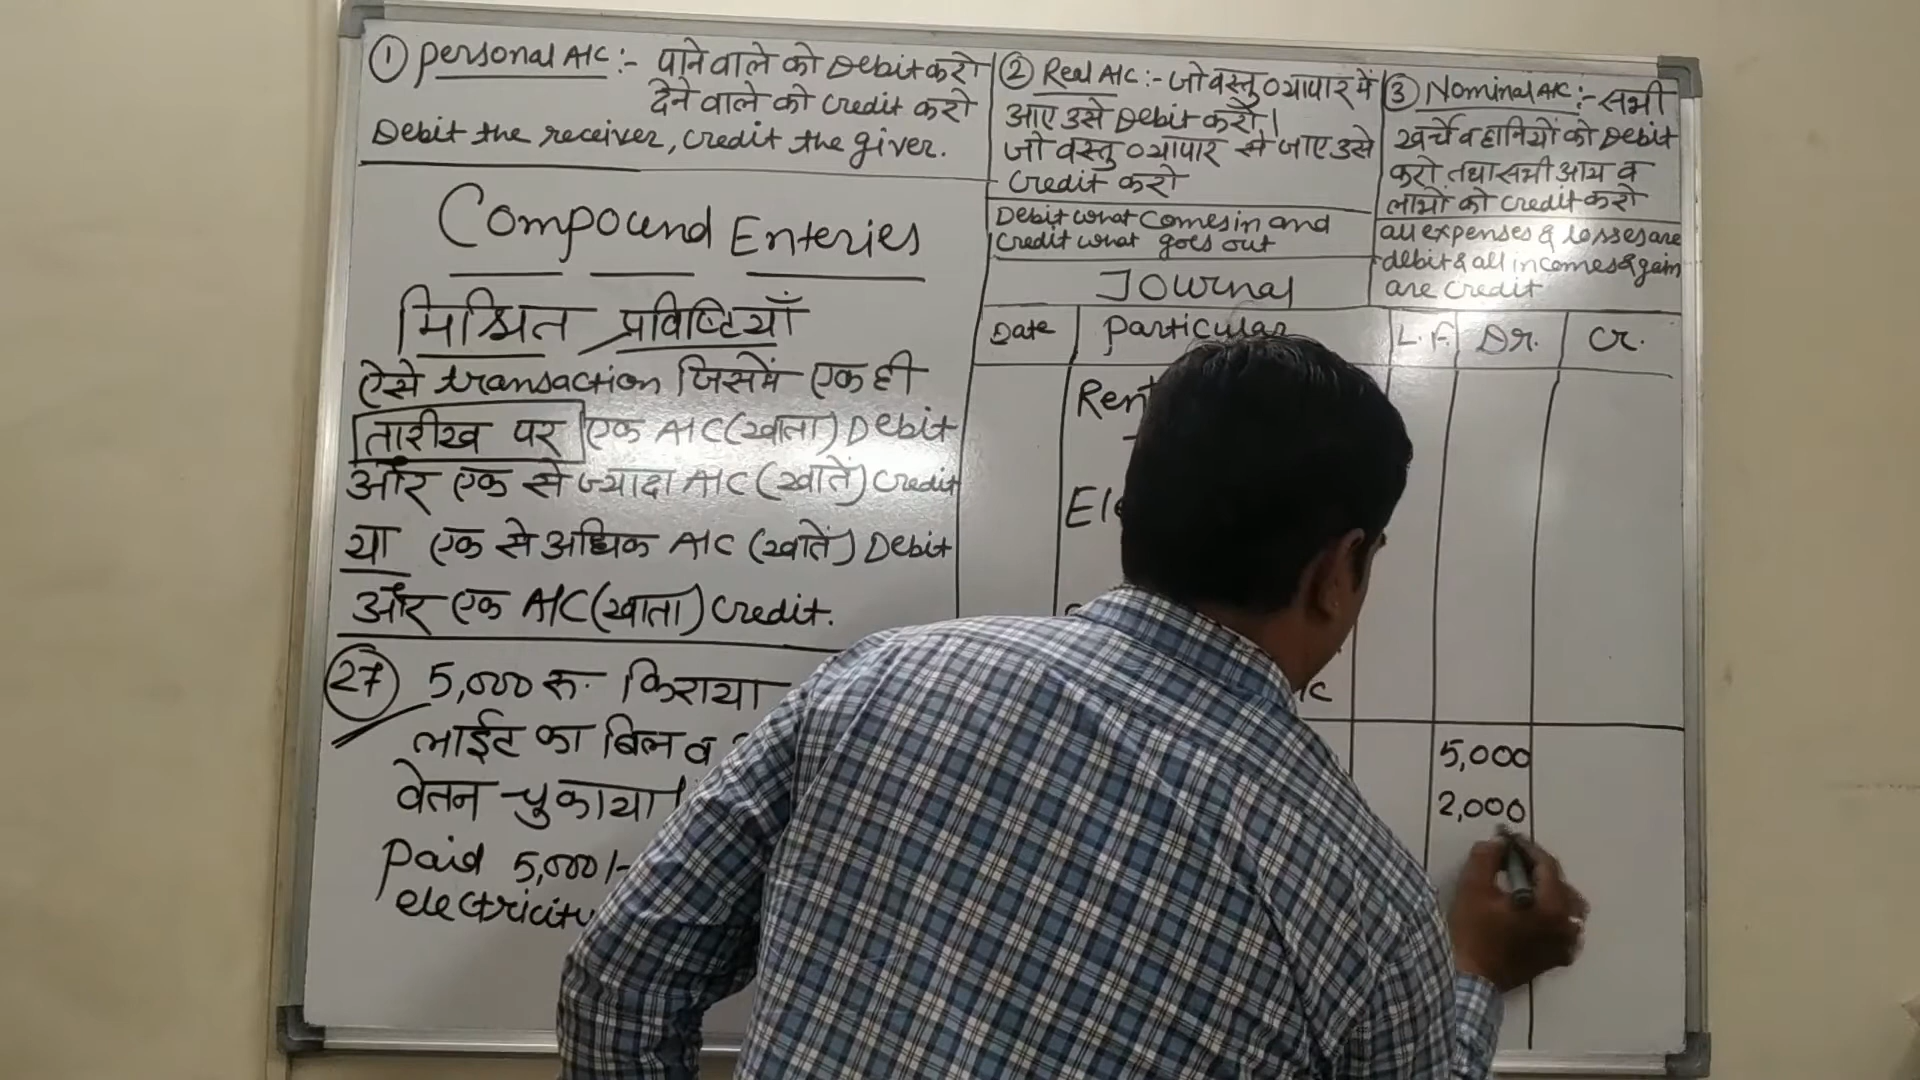 ① Personal A/C :- पाने वाले को Debit करो
देने वाले को credit करो
Debit the receiver, credit the giver.
② Real A/C :- जो वस्तु व्यापार में
आए उसे Debit करो।
जो वस्तु व्यापार से जाए उसे
Credit करो
Debit what comes in and
credit what goes out
③ Nominal A/C :- सभी
खर्चे व हानियों को Debit
करो तथा सभी आय व
लाभों को credit करो
all expenses & losses are
debit & all incomes & gain
are credit
Compound Enteries
मिश्रित प्रविष्टियाँ
ऐसे transaction जिसमें एक ही
तारीख पर एक A/C (खाता) Debit
और एक से ज्यादा A/C (खातें) credit
या एक से अधिक A/C (खातें) Debit
और एक A/C (खाता) credit.
27 5,000 रु. किराया
लाईट का बिल व
वेतन चुकाया
paid 5,000/-
electricity
Journal
Date Particular L.F. Dr. Cr.
5,000
2,000